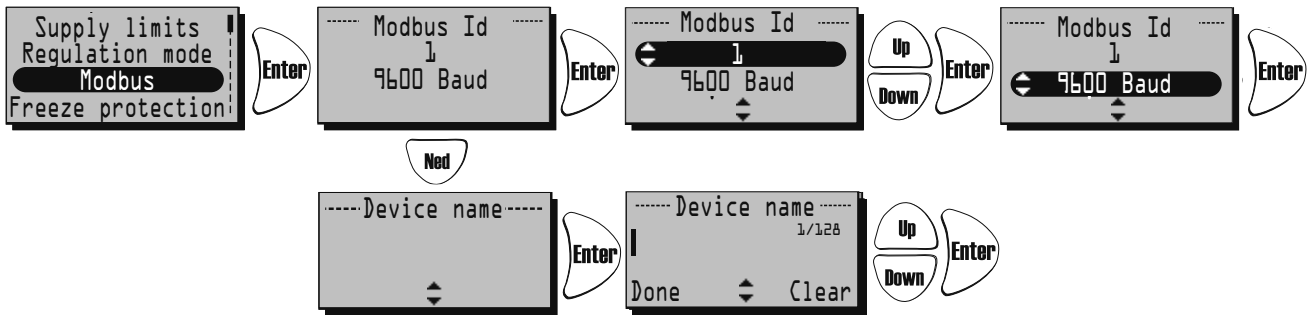 Supply limits
Regulation mode
Modbus
Freeze protection
Enter
Modbus Id
1
9600 Baud
Enter
Modbus Id
1
9600 Baud
Up
Down
Enter
Modbus Id
1
9600 Baud
Enter
Ned
Device name
Enter
Device name
1/128
Done Clear
Up
Down
Enter